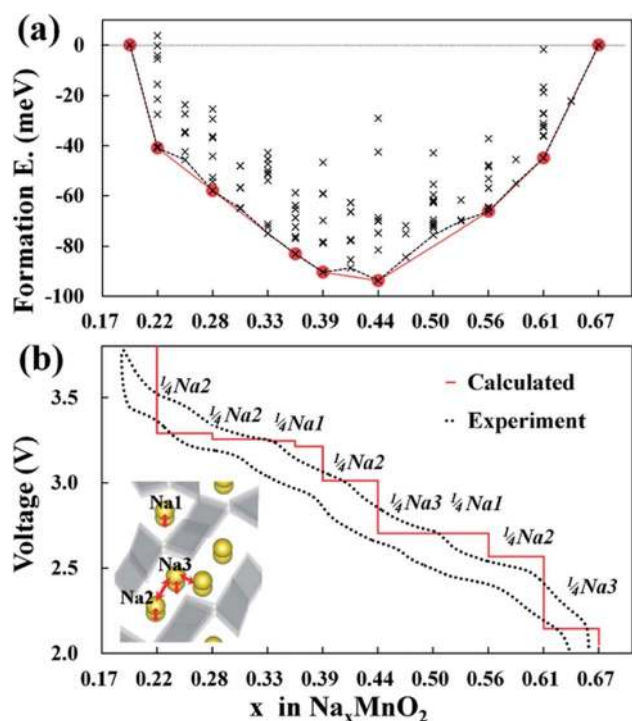 (a)
Formation E. (meV)
0
-20
-40
-60
-80
-100
0.17 0.22 0.28 0.33 0.39 0.44 0.50 0.56 0.61 0.67
(b)
Voltage (V)
3.5
3.0
2.5
2.0
Calculated
Experiment
¼Na2
¼Na2
¼Na1
¼Na2
¼Na3 ¼Na1
¼Na2
¼Na3
Na1
Na3
Na2
0.17 0.22 0.28 0.33 0.39 0.44 0.50 0.56 0.61 0.67
x in NaₓMnO₂